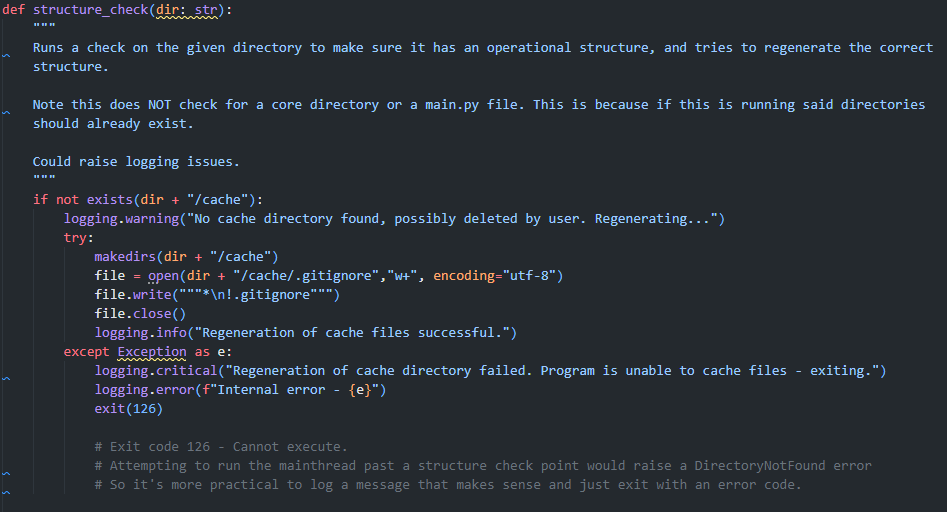 def structure_check(dir: str):
    """
    Runs a check on the given directory to make sure it has an operational structure, and tries to regenerate the correct
    structure.

    Note this does NOT check for a core directory or a main.py file. This is because if this is running said directories
    should already exist.

    Could raise logging issues.
    """
    if not exists(dir + "/cache"):
        logging.warning("No cache directory found, possibly deleted by user. Regenerating...")
        try:
            makedirs(dir + "/cache")
            file = open(dir + "/cache/.gitignore","w+", encoding="utf-8")
            file.write("""*\n!.gitignore""")
            file.close()
            logging.info("Regeneration of cache files successful.")
        except Exception as e:
            logging.critical("Regeneration of cache directory failed. Program is unable to cache files - exiting.")
            logging.error(f"Internal error - {e}")
            exit(126)

            # Exit code 126 - Cannot execute.
            # Attempting to run the mainthread past a structure check point would raise a DirectoryNotFound error
            # So it's more practical to log a message that makes sense and just exit with an error code.